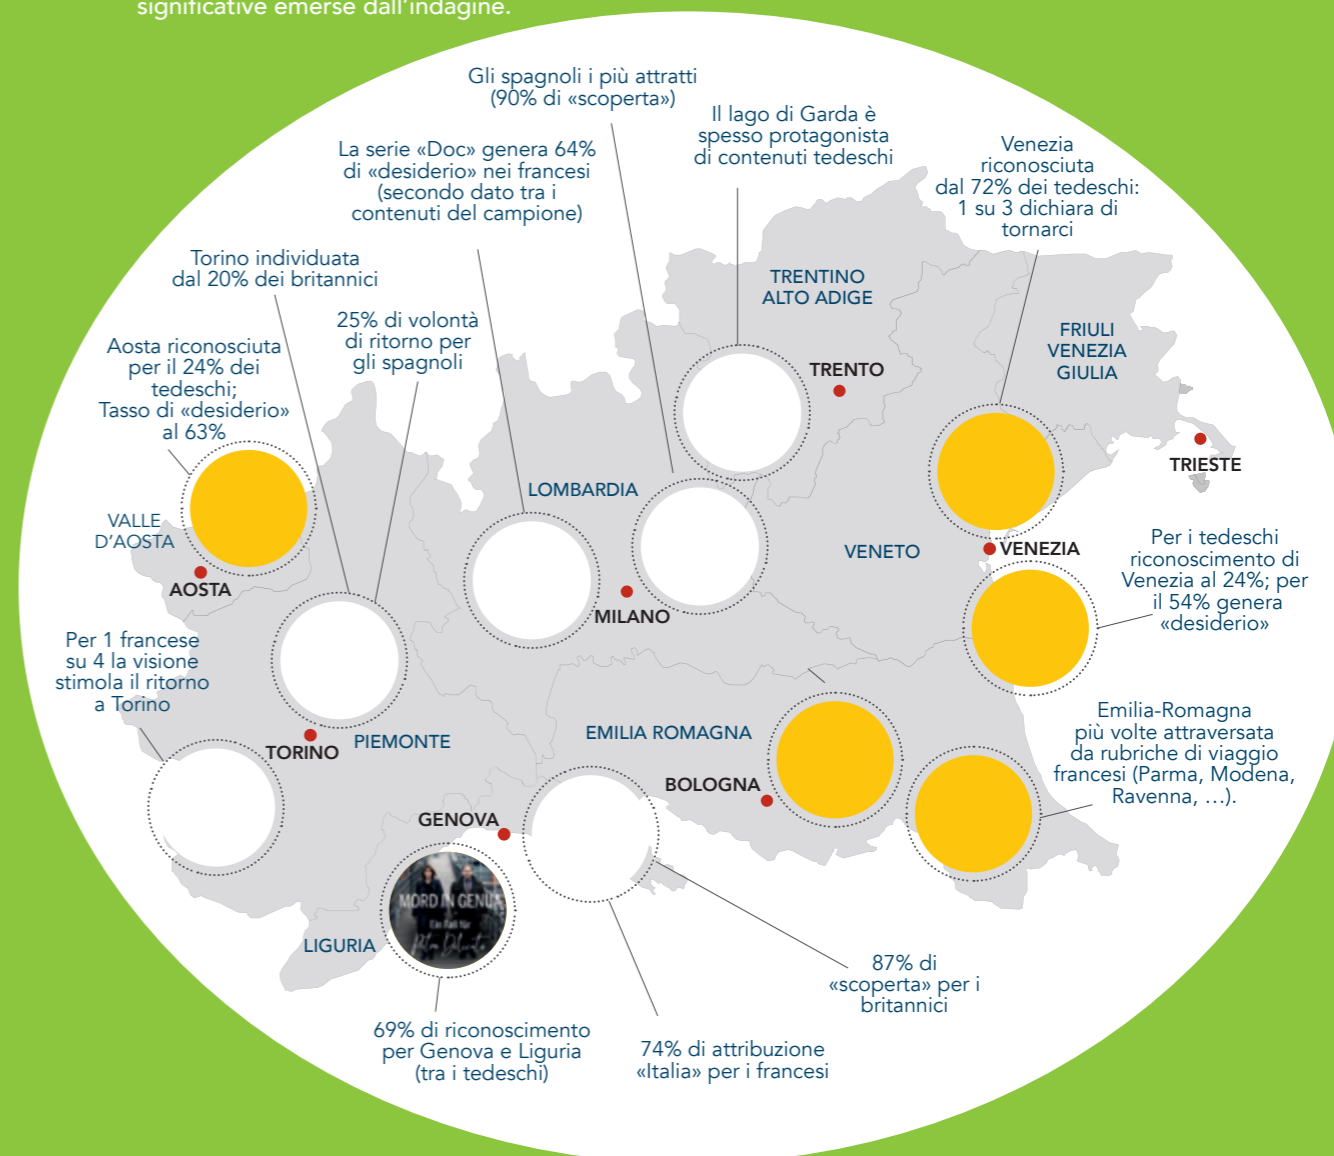 significative emerse dall'indagine.
Gli spagnoli i più attratti
(90% di «scoperta»)
Il lago di Garda è
spesso protagonista
di contenuti tedeschi
Venezia
riconosciuta
dal 72% dei tedeschi:
1 su 3 dichiara di
tornarci
La serie «Doc» genera 64%
di «desiderio» nei francesi
(secondo dato tra i
contenuti del campione)
Torino individuata
dal 20% dei britannici
25% di volontà
di ritorno per
gli spagnoli
Aosta riconosciuta
per il 24% dei
tedeschi;
Tasso di «desiderio»
al 63%
TRENTINO
ALTO ADIGE
FRIULI
VENEZIA
GIULIA
TRENTO
TRIESTE
LOMBARDIA
VALLE
D'AOSTA
AOSTA
VENETO
VENEZIA
MILANO
Per i tedeschi
riconoscimento di
Venezia al 24%; per
il 54% genera
«desiderio»
Per 1 francese
su 4 la visione
stimola il ritorno
a Torino
TORINO
PIEMONTE
EMILIA ROMAGNA
BOLOGNA
Emilia-Romagna
più volte attraversata
da rubriche di viaggio
francesi (Parma, Modena,
Ravenna, …).
GENOVA
MORD IN GENUA
Ein Fall für
LIGURIA
87% di
«scoperta» per i
britannici
69% di riconoscimento
per Genova e Liguria
(tra i tedeschi)
74% di attribuzione
«Italia» per i francesi